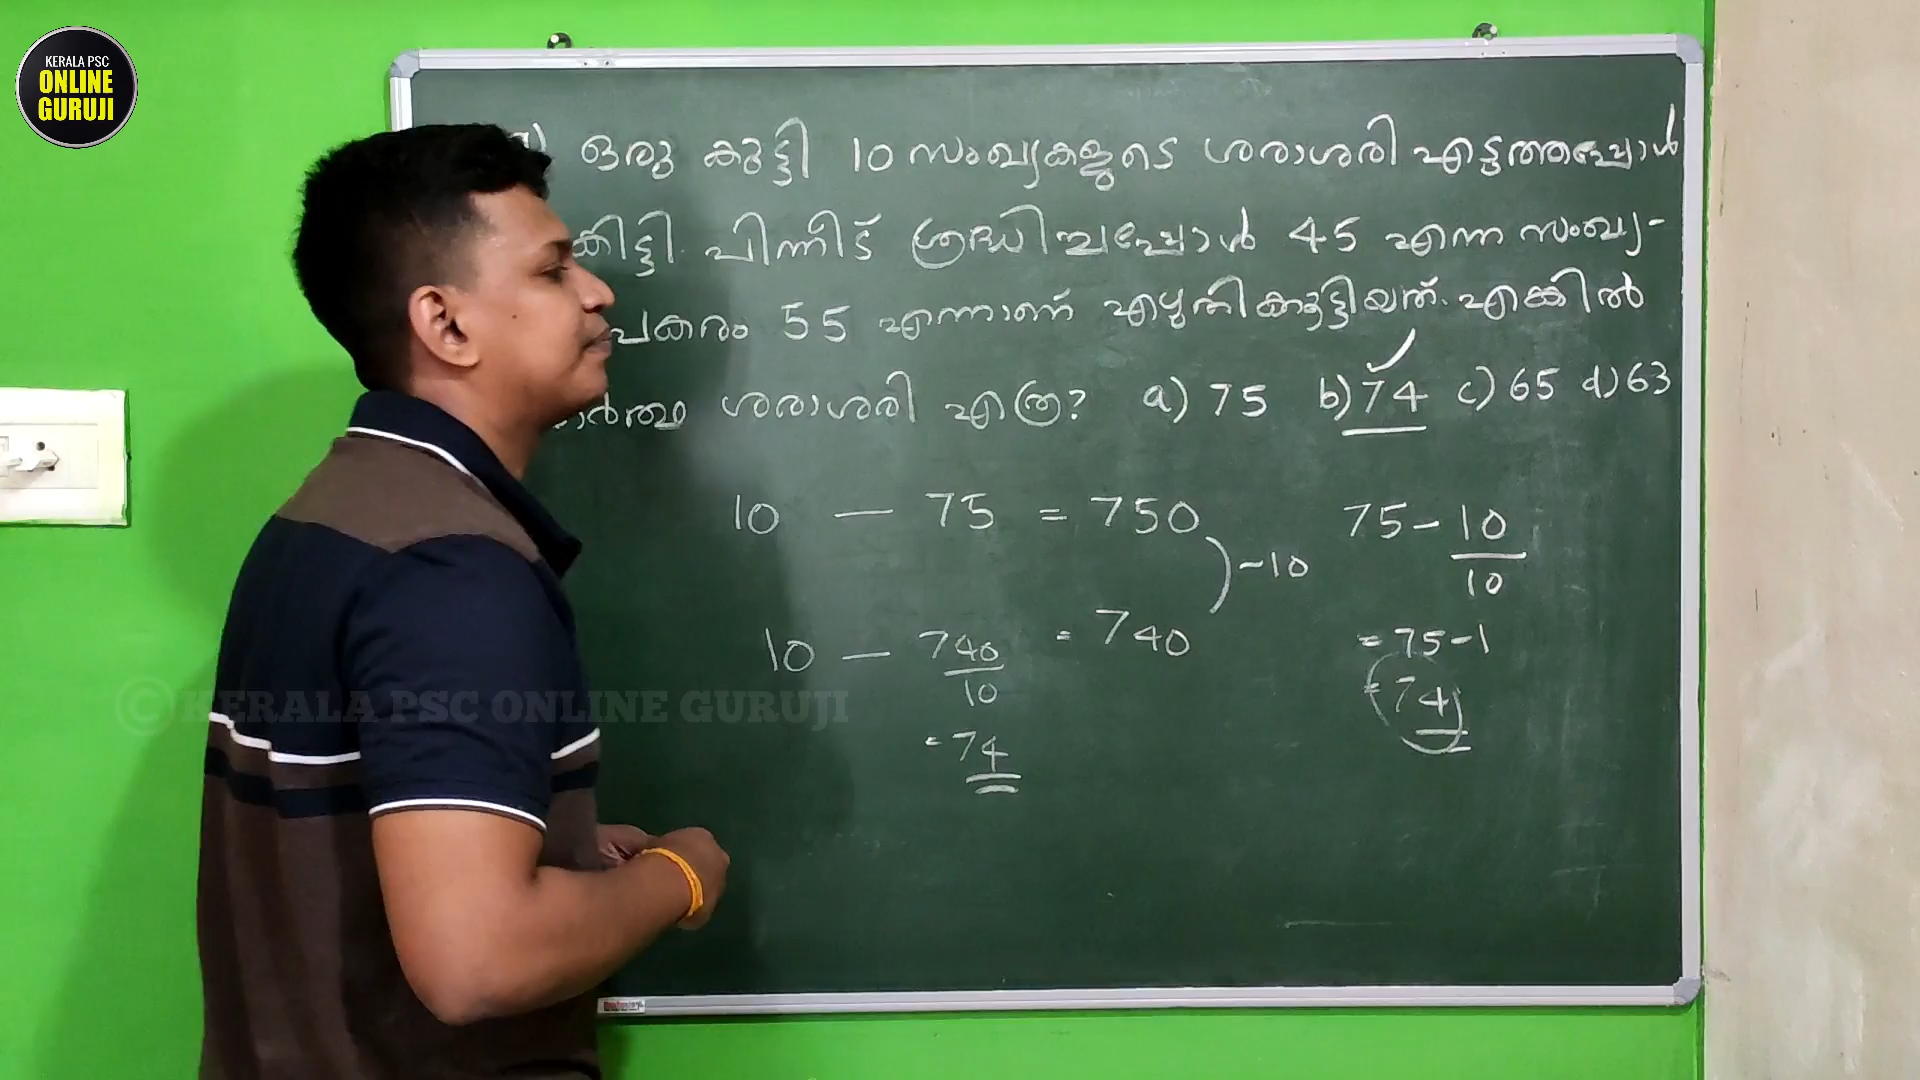 KERALA PSC
ONLINE
GURUJI
ഒരു കുട്ടി 10 സംഖ്യകളുടെ ശരാശരി എടുത്തപ്പോൾ
കിട്ടി. പിന്നീട് ശ്രദ്ധിച്ചപ്പോൾ 45 എന്ന സംഖ്യ-
പകരം 55 എന്നാണ് എഴുതിക്കൂട്ടിയത്. എങ്കിൽ
ശരാശരി എത്ര? a) 75 b) 74 c) 65 d) 63
10 — 75 = 750 ) -10
75 - 10/10
10 — 740/10 = 740
= 75 - 1
= 74
= 74
© KERALA PSC ONLINE GURUJI